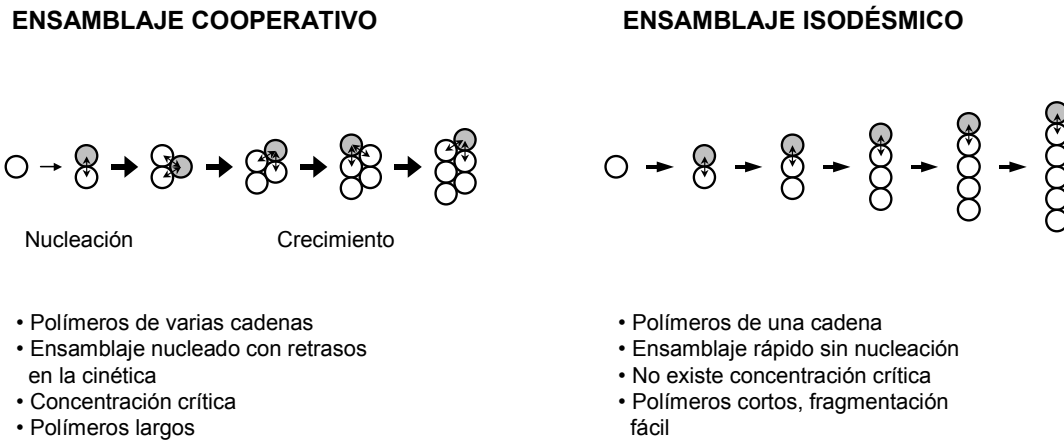 ENSAMBLAJE COOPERATIVO
Nucleación
Crecimiento
• Polímeros de varias cadenas
• Ensamblaje nucleado con retrasos
en la cinética
• Concentración crítica
• Polímeros largos
ENSAMBLAJE ISODÉSMICO
• Polímeros de una cadena
• Ensamblaje rápido sin nucleación
• No existe concentración crítica
• Polímeros cortos, fragmentación
fácil